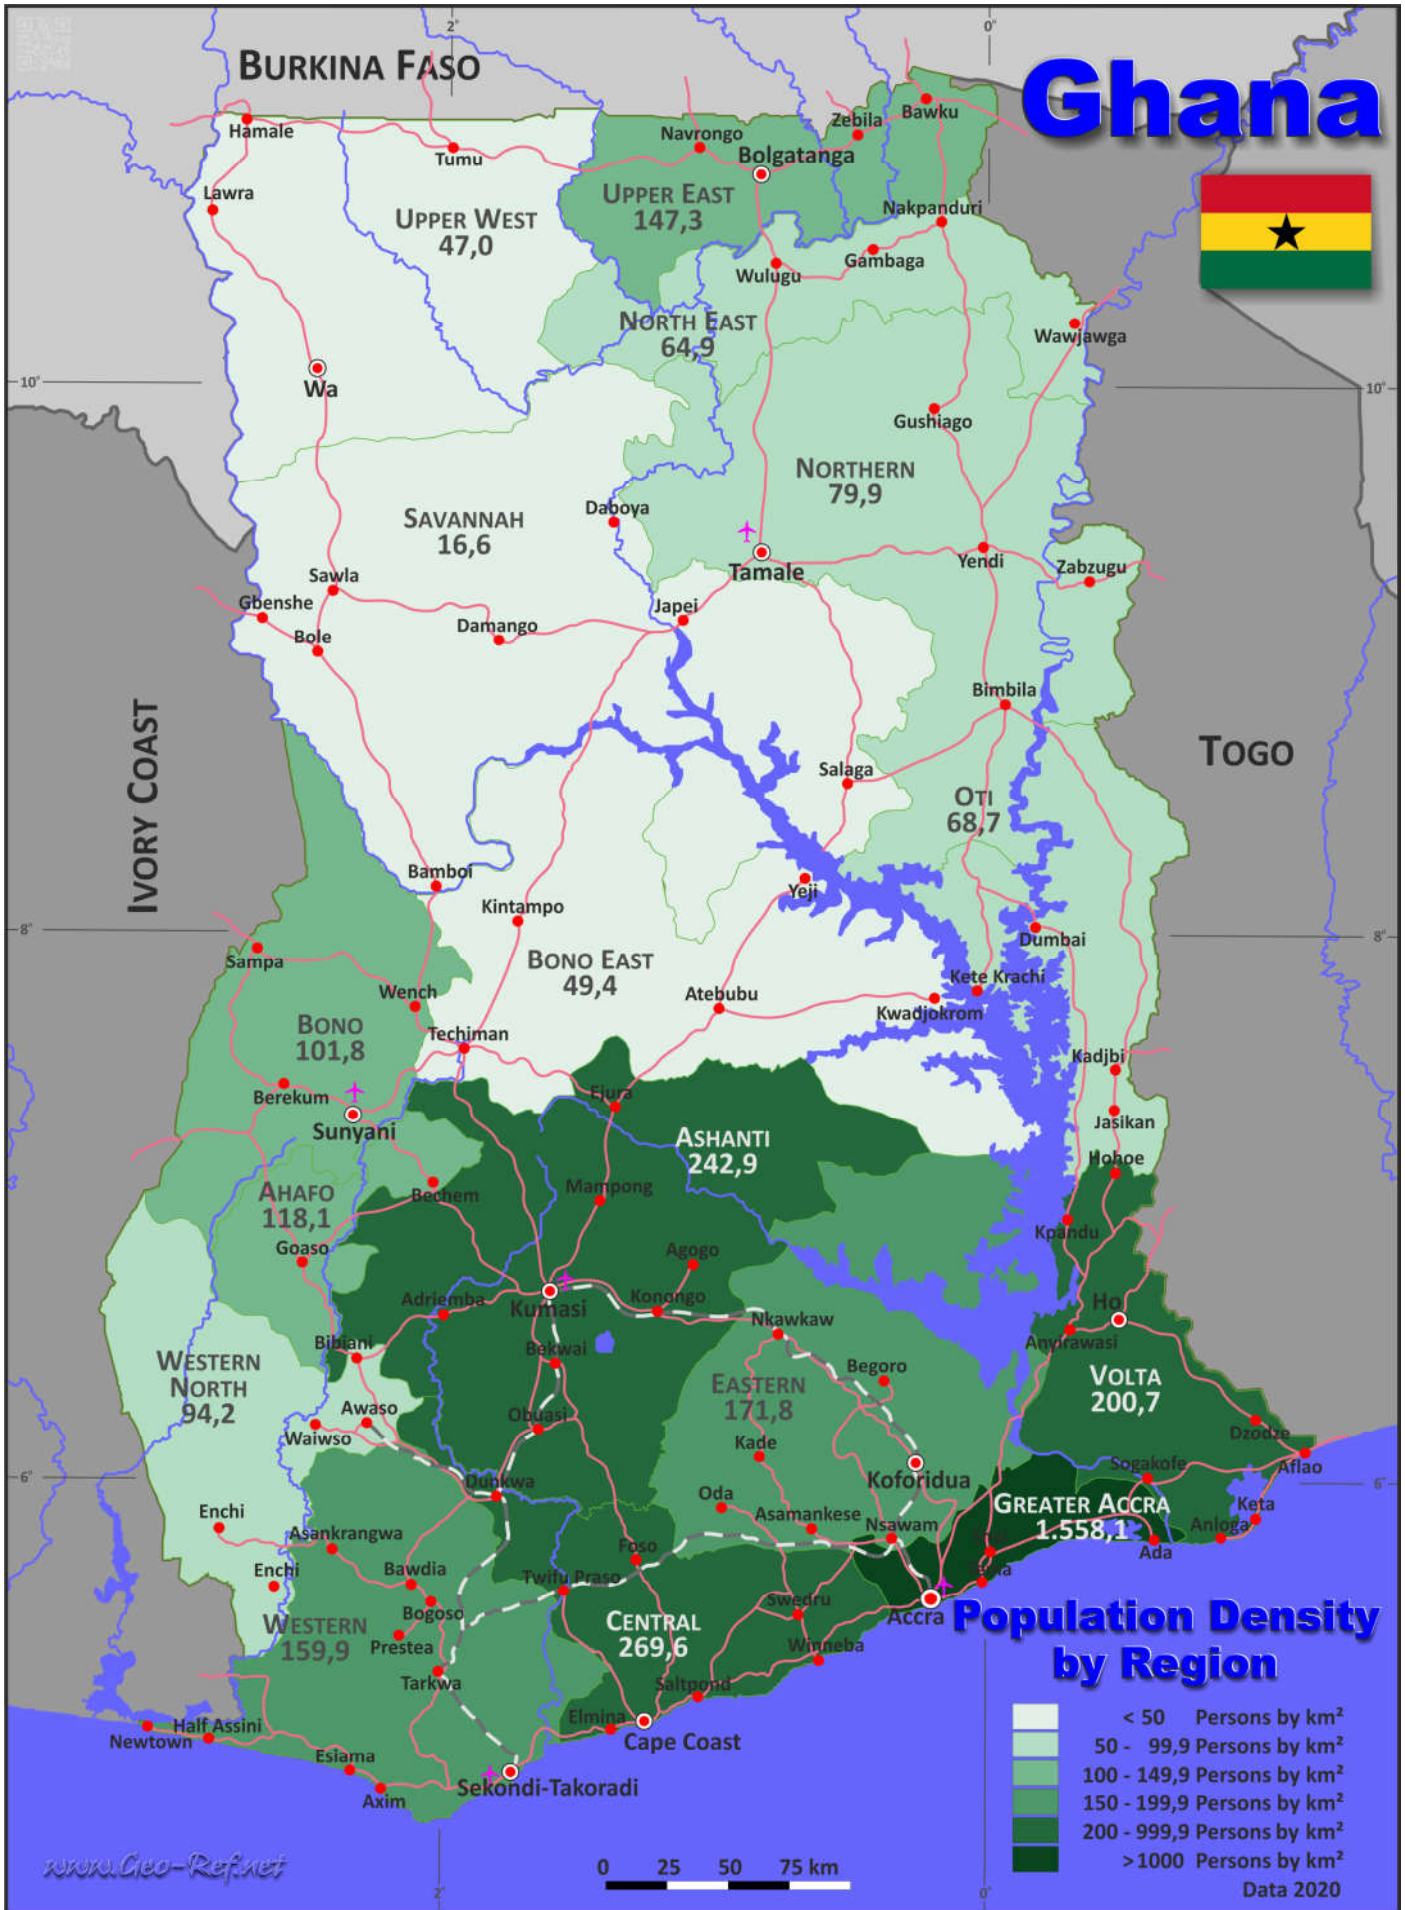 2°
0°
BURKINA FASO
Ghana
Hamale
Tumu
Navrongo
Zebila
Bawku
Bolgatanga
Lawra
UPPER WEST
47,0
UPPER EAST
147,3
Nakpanduri
Wulugu
Gambaga
NORTH EAST
64,9
Wawjawga
10°
10°
Wa
Gushiago
NORTHERN
79,9
SAVANNAH
16,6
Daboya
Tamale
Yendi
Zabzugu
Sawla
Gbenshe
Bole
Damango
Japei
Bimbila
IVORY COAST
TOGO
Salaga
OTI
68,7
Bamboi
Yeji
Kintampo
8°
8°
Sampa
Dumbai
BONO EAST
49,4
Kete Krachi
Wench
Atebubu
Kwadjokrom
BONO
101,8
Techiman
Kadjbi
Berekum
Ejura
Sunyani
Jasikan
ASHANTI
242,9
Hohoe
AHAFO
118,1
Bechem
Mampong
Kpandu
Goaso
Agogo
Adriemba
Kumasi
Konongo
Ho
Nkawkaw
Anyirawasi
Bibiani
Bekwai
WESTERN
NORTH
94,2
Begoro
EASTERN
171,8
VOLTA
200,7
Awaso
Waiwso
Obuasi
Dzodze
Kade
Aflao
6°
6°
Dunkwa
Koforidua
Sogakofe
Oda
GREATER ACCRA
1.558,1
Keta
Enchi
Asankrangwa
Asamankese
Nsawam
Anloga
Ada
Foso
Enchi
Bawdia
Twifu Praso
Bogoso
Swedru
Accra
WESTERN
159,9
Prestea
CENTRAL
269,6
Winneba
Population Density
by Region
Tarkwa
Saltpond
Elmina
Cape Coast
Newtown
Half Assini
Esiama
Axim
Sekondi-Takoradi
< 50 Persons by km²
50 - 99,9 Persons by km²
100 - 149,9 Persons by km²
150 - 199,9 Persons by km²
200 - 999,9 Persons by km²
>1000 Persons by km²
Data 2020
www.Geo-Ref.net
0 25 50 75 km
2°
0°